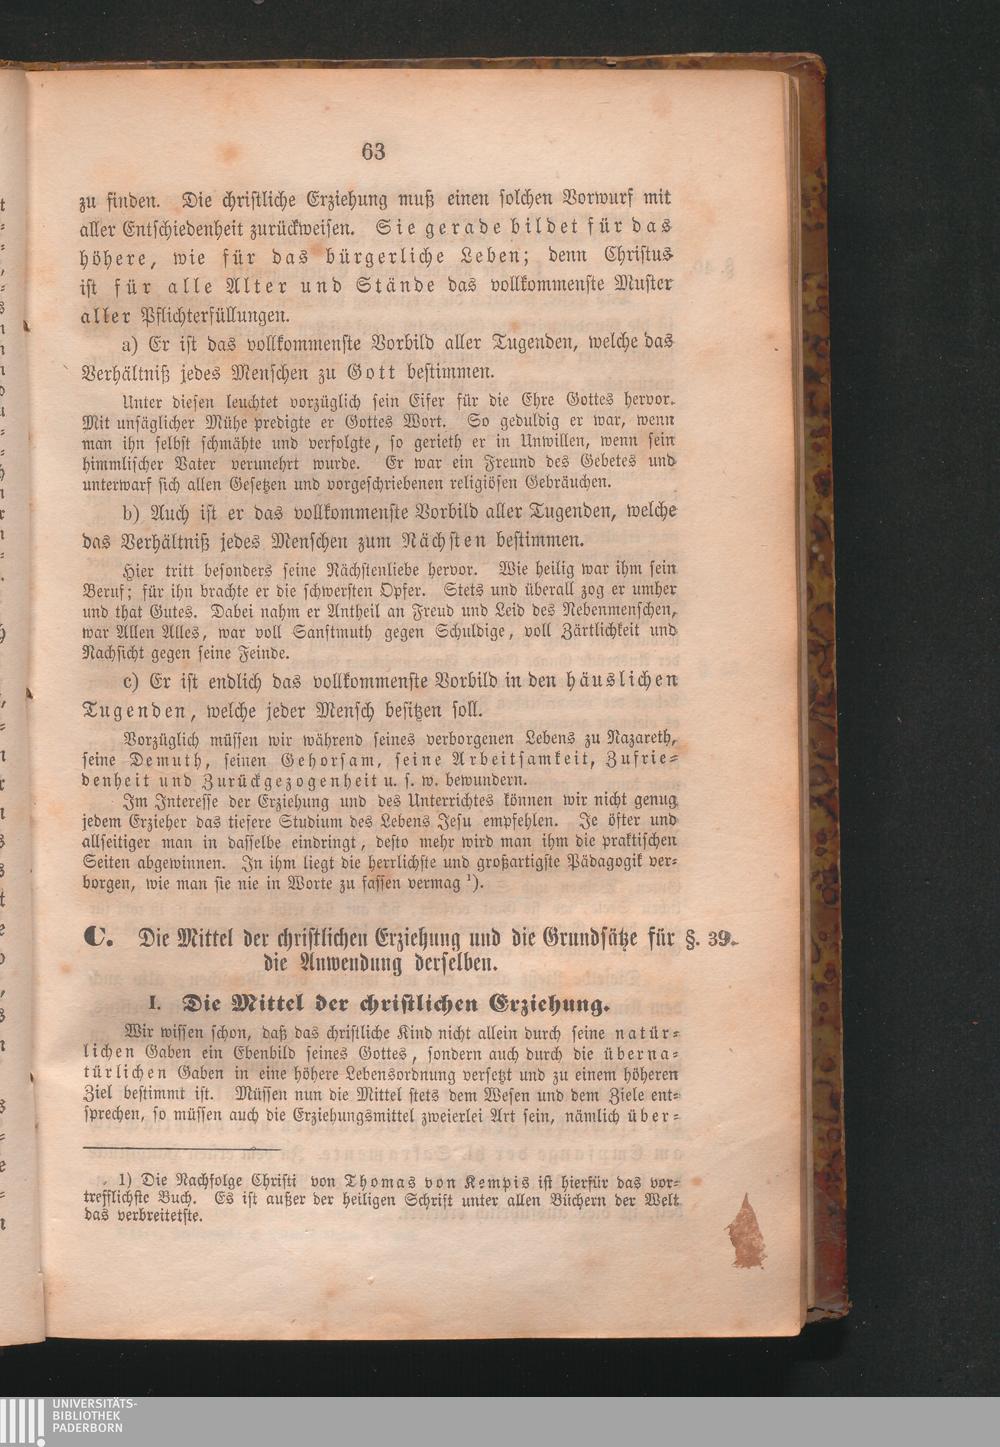 63
zu finden. Die christliche Erziehung muß einen solchen Vorwurf mit
aller Entschiedenheit zurückweisen. Sie gerade bildet für das
höhere, wie für das bürgerliche Leben; denn Christus
ist für alle Alter und Stände das vollkommenste Muster
aller Pflichterfüllungen.
a) Er ist das vollkommenste Vorbild aller Tugenden, welche das
Verhältniß jedes Menschen zu Gott bestimmen.
Unter diesen leuchtet vorzüglich sein Eifer für die Ehre Gottes hervor.
Mit unsäglicher Mühe predigte er Gottes Wort. So geduldig er war, wenn
man ihn selbst schmähte und verfolgte, so gerieth er in Unwillen, wenn sein
himmlischer Vater verunehrt wurde. Er war ein Freund des Gebetes und
unterwarf sich allen Gesetzen und vorgeschriebenen religiösen Gebräuchen.
b) Auch ist er das vollkommenste Vorbild aller Tugenden, welche
das Verhältniß jedes Menschen zum Nächsten bestimmen.
Hier tritt besonders seine Nächstenliebe hervor. Wie heilig war ihm sein
Beruf; für ihn brachte er die schwersten Opfer. Stets und überall zog er umher
und that Gutes. Dabei nahm er Antheil an Freud und Leid des Nebenmenschen,
war Allen Alles, war voll Sanftmuth gegen Schuldige, voll Zärtlichkeit und
Nachsicht gegen seine Feinde.
c) Er ist endlich das vollkommenste Vorbild in den häuslichen
Tugenden, welche jeder Mensch besitzen soll.
Vorzüglich müssen wir während seines verborgenen Lebens zu Nazareth,
seine Demuth, seinen Gehorsam, seine Arbeitsamkeit, Zufrie-
denheit und Zurückgezogenheit u. s. w. bewundern.
Im Interesse der Erziehung und des Unterrichtes können wir nicht genug
jedem Erzieher das tiefere Studium des Lebens Jesu empfehlen. Je öfter und
allseitiger man in dasselbe eindringt, desto mehr wird man ihm die praktischen
Seiten abgewinnen. In ihm liegt die herrlichste und großartigste Pädagogik ver-
borgen, wie man sie nie in Worte zu fassen vermag ¹).
C. Die Mittel der christlichen Erziehung und die Grundsätze für §. 39.
die Anwendung derselben.
I. Die Mittel der christlichen Erziehung.
Wir wissen schon, daß das christliche Kind nicht allein durch seine natür-
lichen Gaben ein Ebenbild seines Gottes, sondern auch durch die überna-
türlichen Gaben in eine höhere Lebensordnung versetzt und zu einem höheren
Ziel bestimmt ist. Müssen nun die Mittel stets dem Wesen und dem Ziele ent-
sprechen, so müssen auch die Erziehungsmittel zweierlei Art sein, nämlich über-
1) Die Nachfolge Christi von Thomas von Kempis ist hierfür das vor-
trefflichste Buch. Es ist außer der heiligen Schrift unter allen Büchern der Welt
das verbreitetste.
UNIVERSITÄTS-
BIBLIOTHEK
PADERBORN